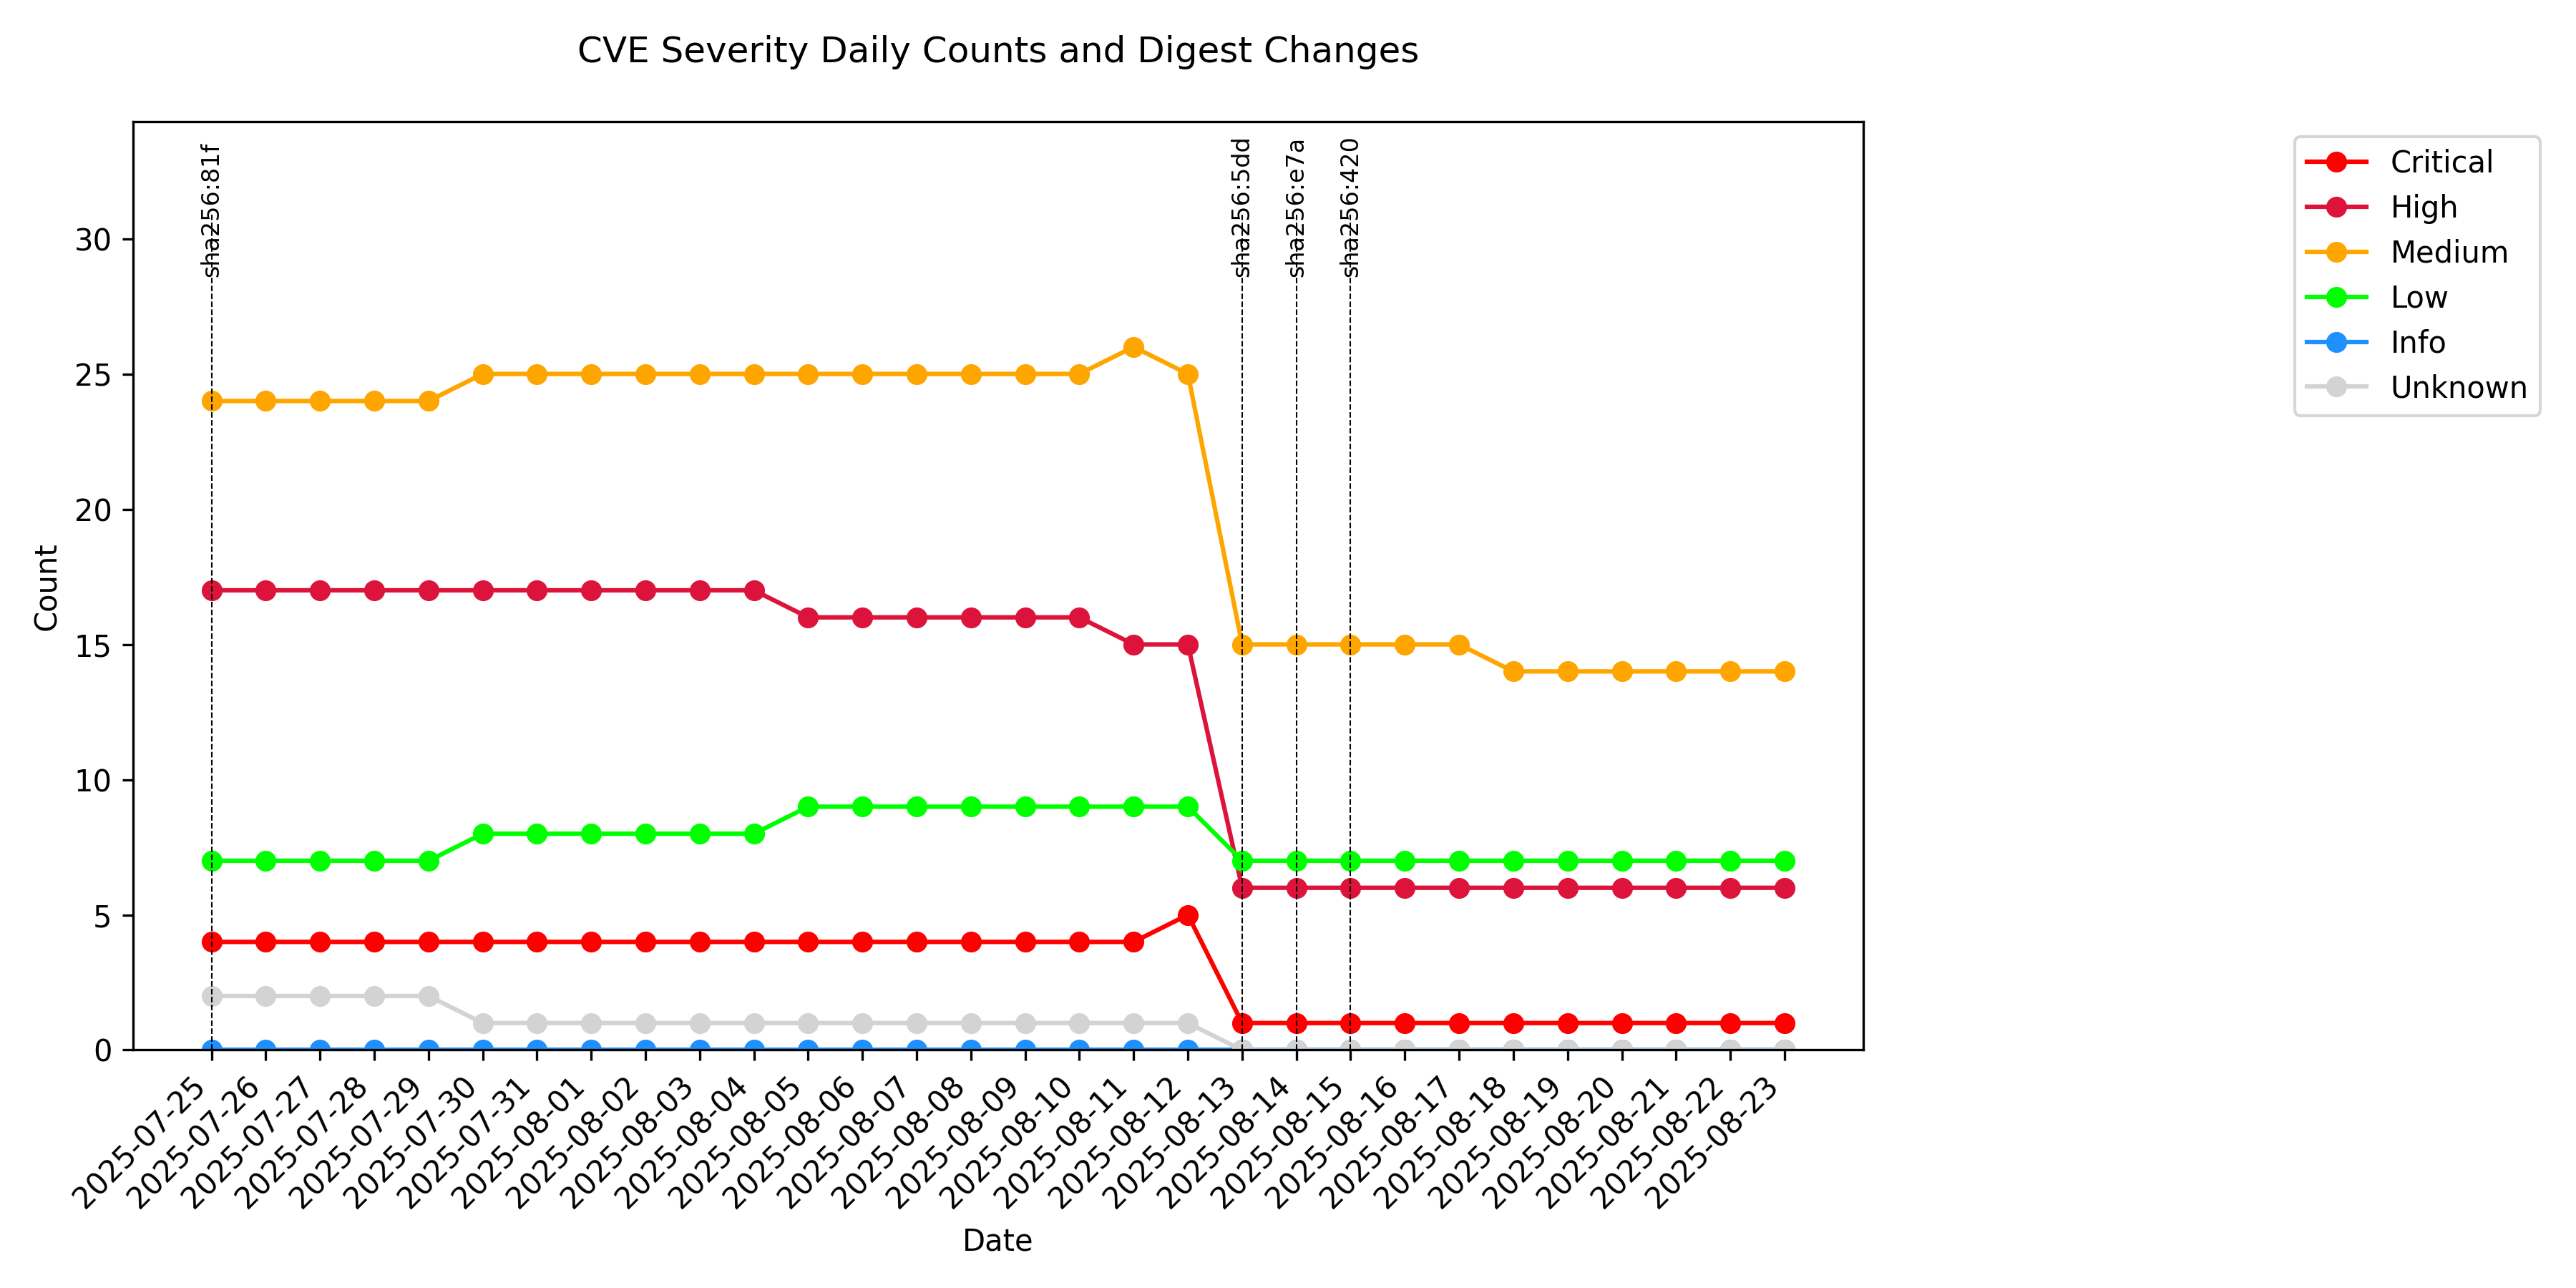 CVE Severity Daily Counts and Digest Changes
sha256:81f
sha256:5dd
sha256:e7a
sha256:420
Critical
High
Medium
Low
Info
Unknown
Count
30
25
20
15
10
5
0
2025-07-25
2025-07-26
2025-07-27
2025-07-28
2025-07-29
2025-07-30
2025-07-31
2025-08-01
2025-08-02
2025-08-03
2025-08-04
2025-08-05
2025-08-06
2025-08-07
2025-08-08
2025-08-09
2025-08-10
2025-08-11
2025-08-12
2025-08-13
2025-08-14
2025-08-15
2025-08-16
2025-08-17
2025-08-18
2025-08-19
2025-08-20
2025-08-21
2025-08-22
2025-08-23
Date